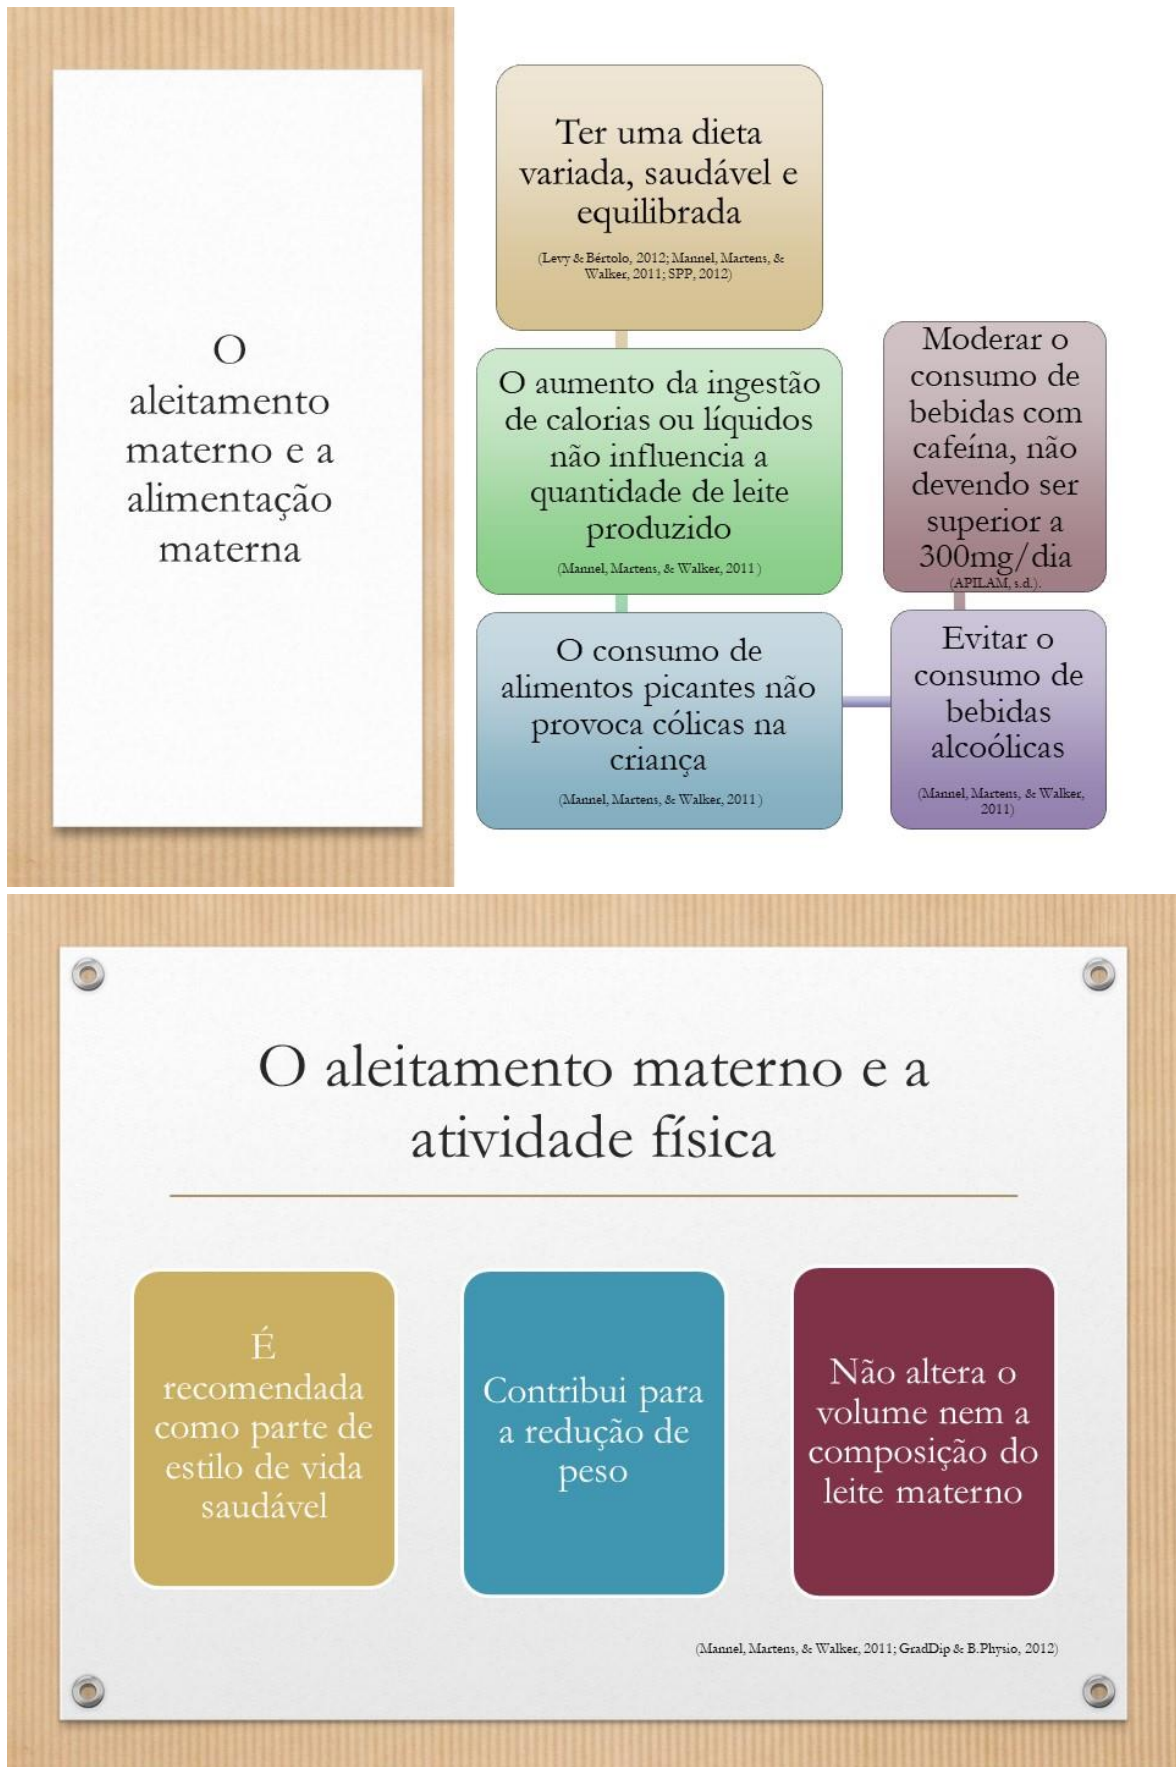 O
aleitamento
materno e a
alimentação
materna
Ter uma dieta
variada, saudável e
equilibrada
(Levy & Bértolo, 2012; Mannel, Martens, &
Walker, 2011; SPP, 2012)
O aumento da ingestão
de calorias ou líquidos
não influencia a
quantidade de leite
produzido
(Mannel, Martens, & Walker, 2011)
O consumo de
alimentos picantes não
provoca cólicas na
criança
(Mannel, Martens, & Walker, 2011)
Evitar o
consumo de
bebidas
alcoólicas
(Mannel, Martens, & Walker,
2011)
Moderar o
consumo de
bebidas com
cafeína, não
devendo ser
superior a
300mg/dia
(APILAM, s.d.).
O aleitamento materno e a
atividade física
É
recomendada
como parte de
estilo de vida
saudável
Contribui para
a redução de
peso
Não altera o
volume nem a
composição do
leite materno
(Mannel, Martens, & Walker, 2011; GradDip & B.Physio, 2012)